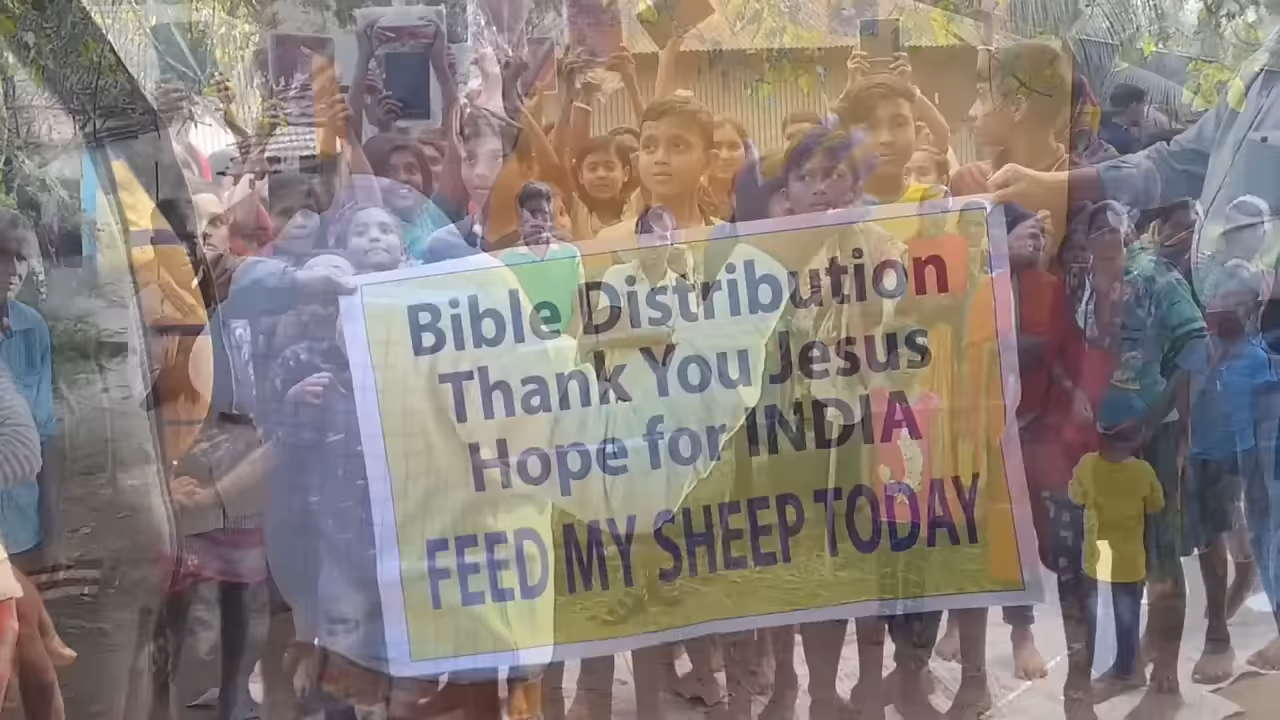 Bible Distribution
Thank You Jesus
Hope for INDIA
FEED MY SHEEP TODAY